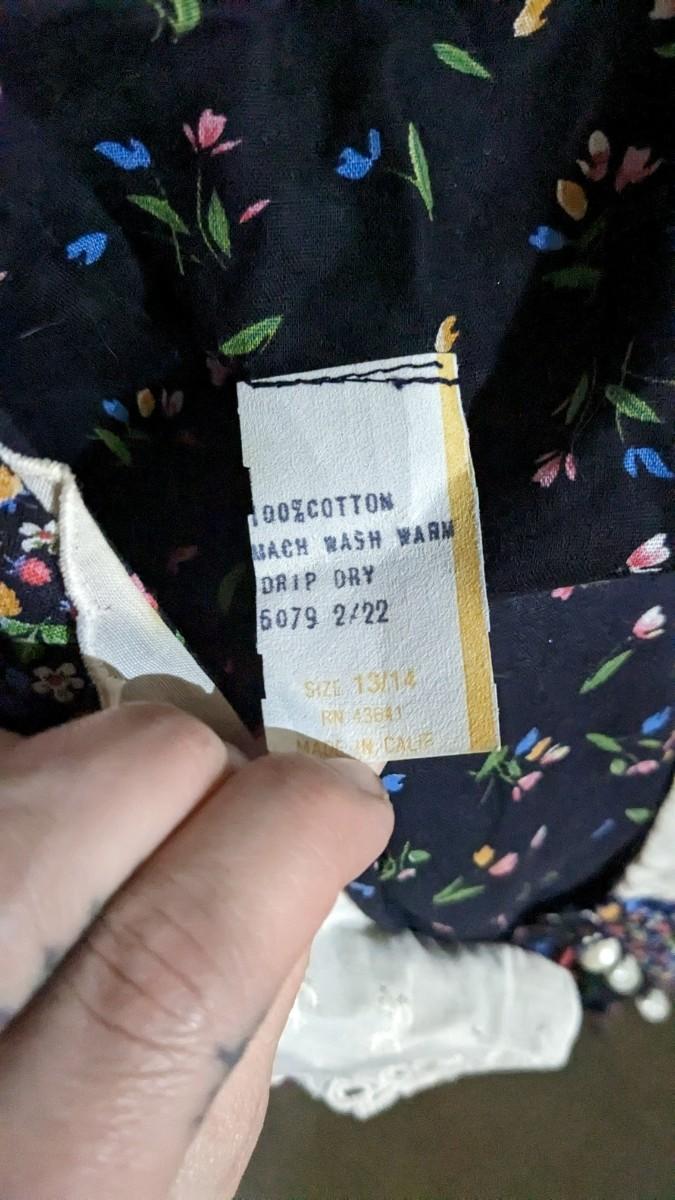 100%COTTON
MACH WASH WARM
DRIP DRY
6079 2/22
SIZE 13/14
RN 43641
MADE IN CALIF